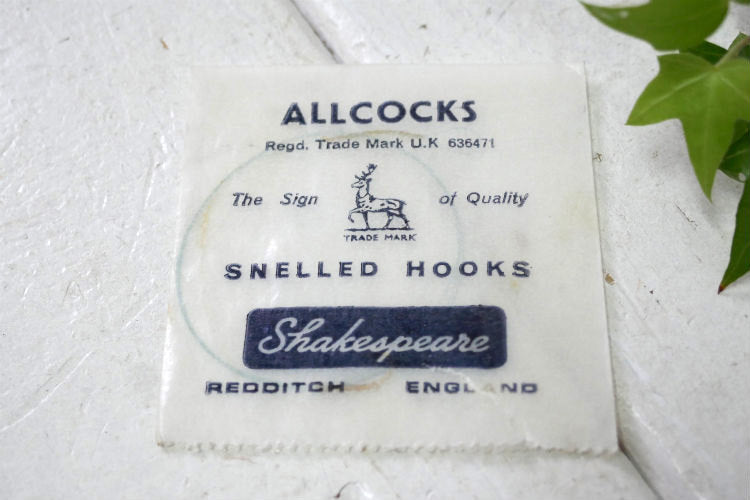 ALLCOCKS
Regd. Trade Mark U.K 636471
The Sign of Quality
TRADE MARK
SNELLED HOOKS
Shakespeare
REDDITCH ENGLAND